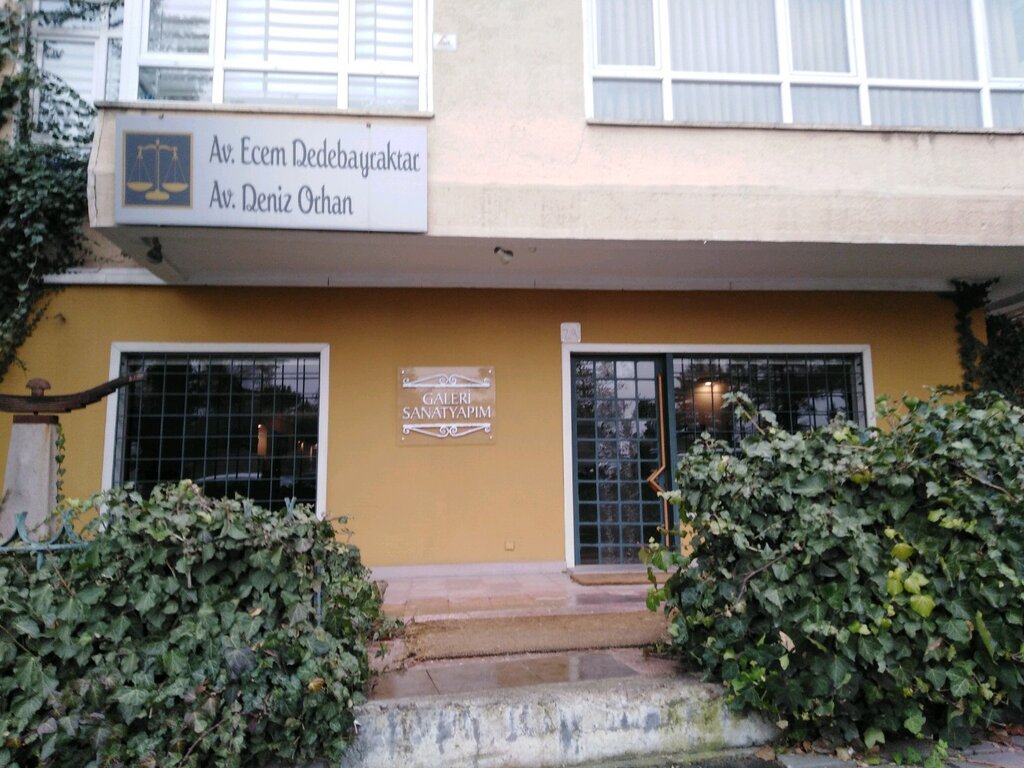 Av. Ecem Dedebayraktar
Av. Deniz Orhan
GALERİ
SANATYAPIM